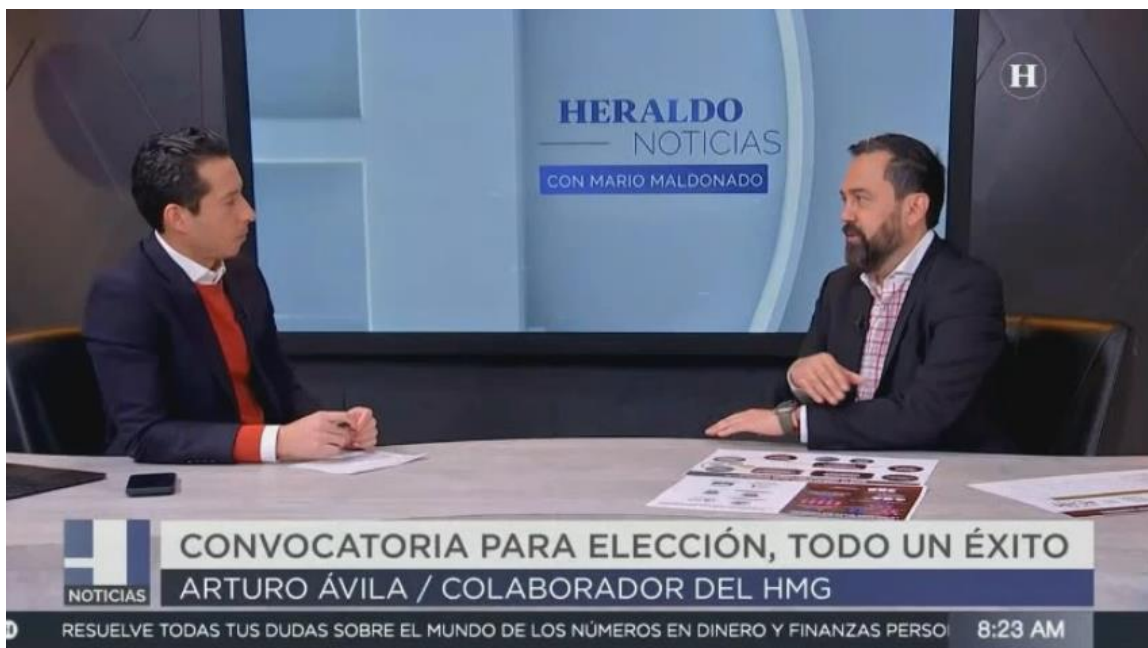 H
HERALDO
NOTICIAS
CON MARIO MALDONADO
NOTICIAS
CONVOCATORIA PARA ELECCIÓN, TODO UN ÉXITO
ARTURO ÁVILA / COLABORADOR DEL HMG
RESUELVE TODAS TUS DUDAS SOBRE EL MUNDO DE LOS NÚMEROS EN DINERO Y FINANZAS PERSO
8:23 AM